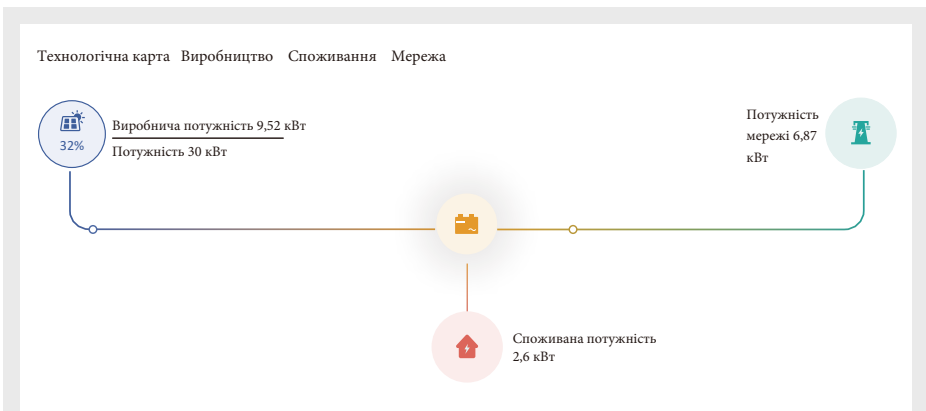 Технологічна карта Виробництво Споживання Мережа
Виробнича потужність 9,52 кВт
Потужність 30 кВт
32%
Потужність
мережі 6,87
кВт
Споживана потужність
2,6 кВт